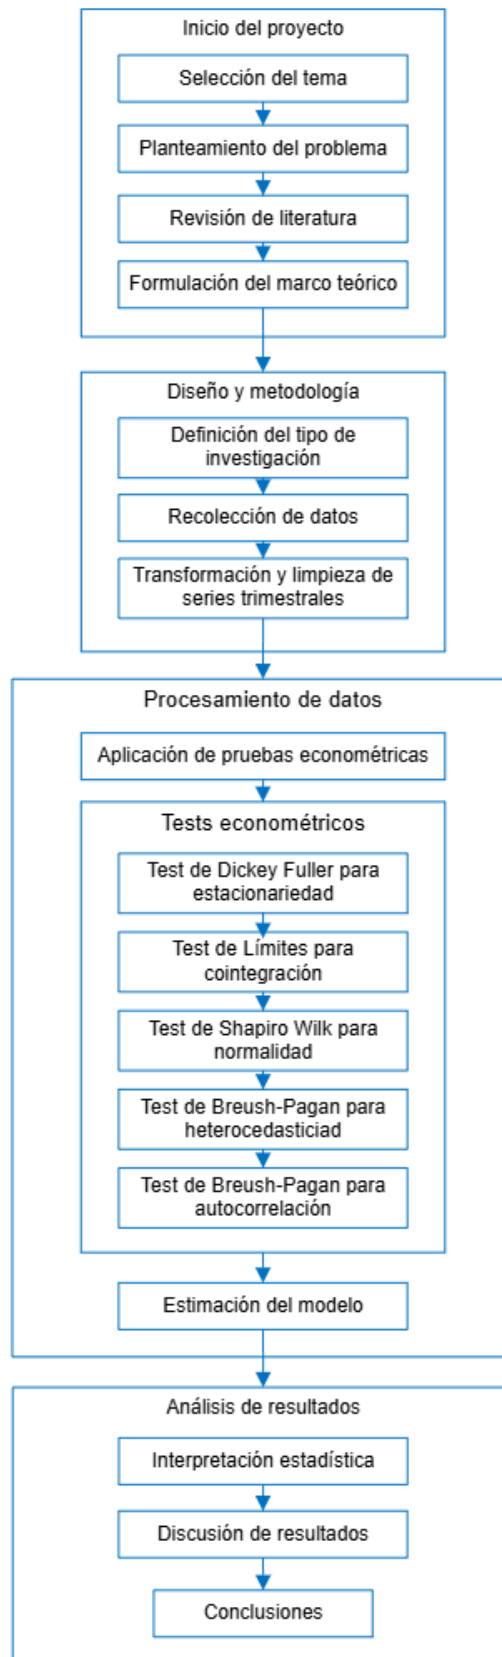 Inicio del proyecto
Selección del tema
Planteamiento del problema
Revisión de literatura
Formulación del marco teórico
Diseño y metodología
Definición del tipo de
investigación
Recolección de datos
Transformación y limpieza de
series trimestrales
Procesamiento de datos
Aplicación de pruebas econométricas
Tests econométricos
Test de Dickey Fuller para
estacionariedad
Test de Límites para
cointegración
Test de Shapiro Wilk para
normalidad
Test de Breush-Pagan para
heterocedasticiad
Test de Breush-Pagan para
autocorrelación
Estimación del modelo
Análisis de resultados
Interpretación estadística
Discusión de resultados
Conclusiones